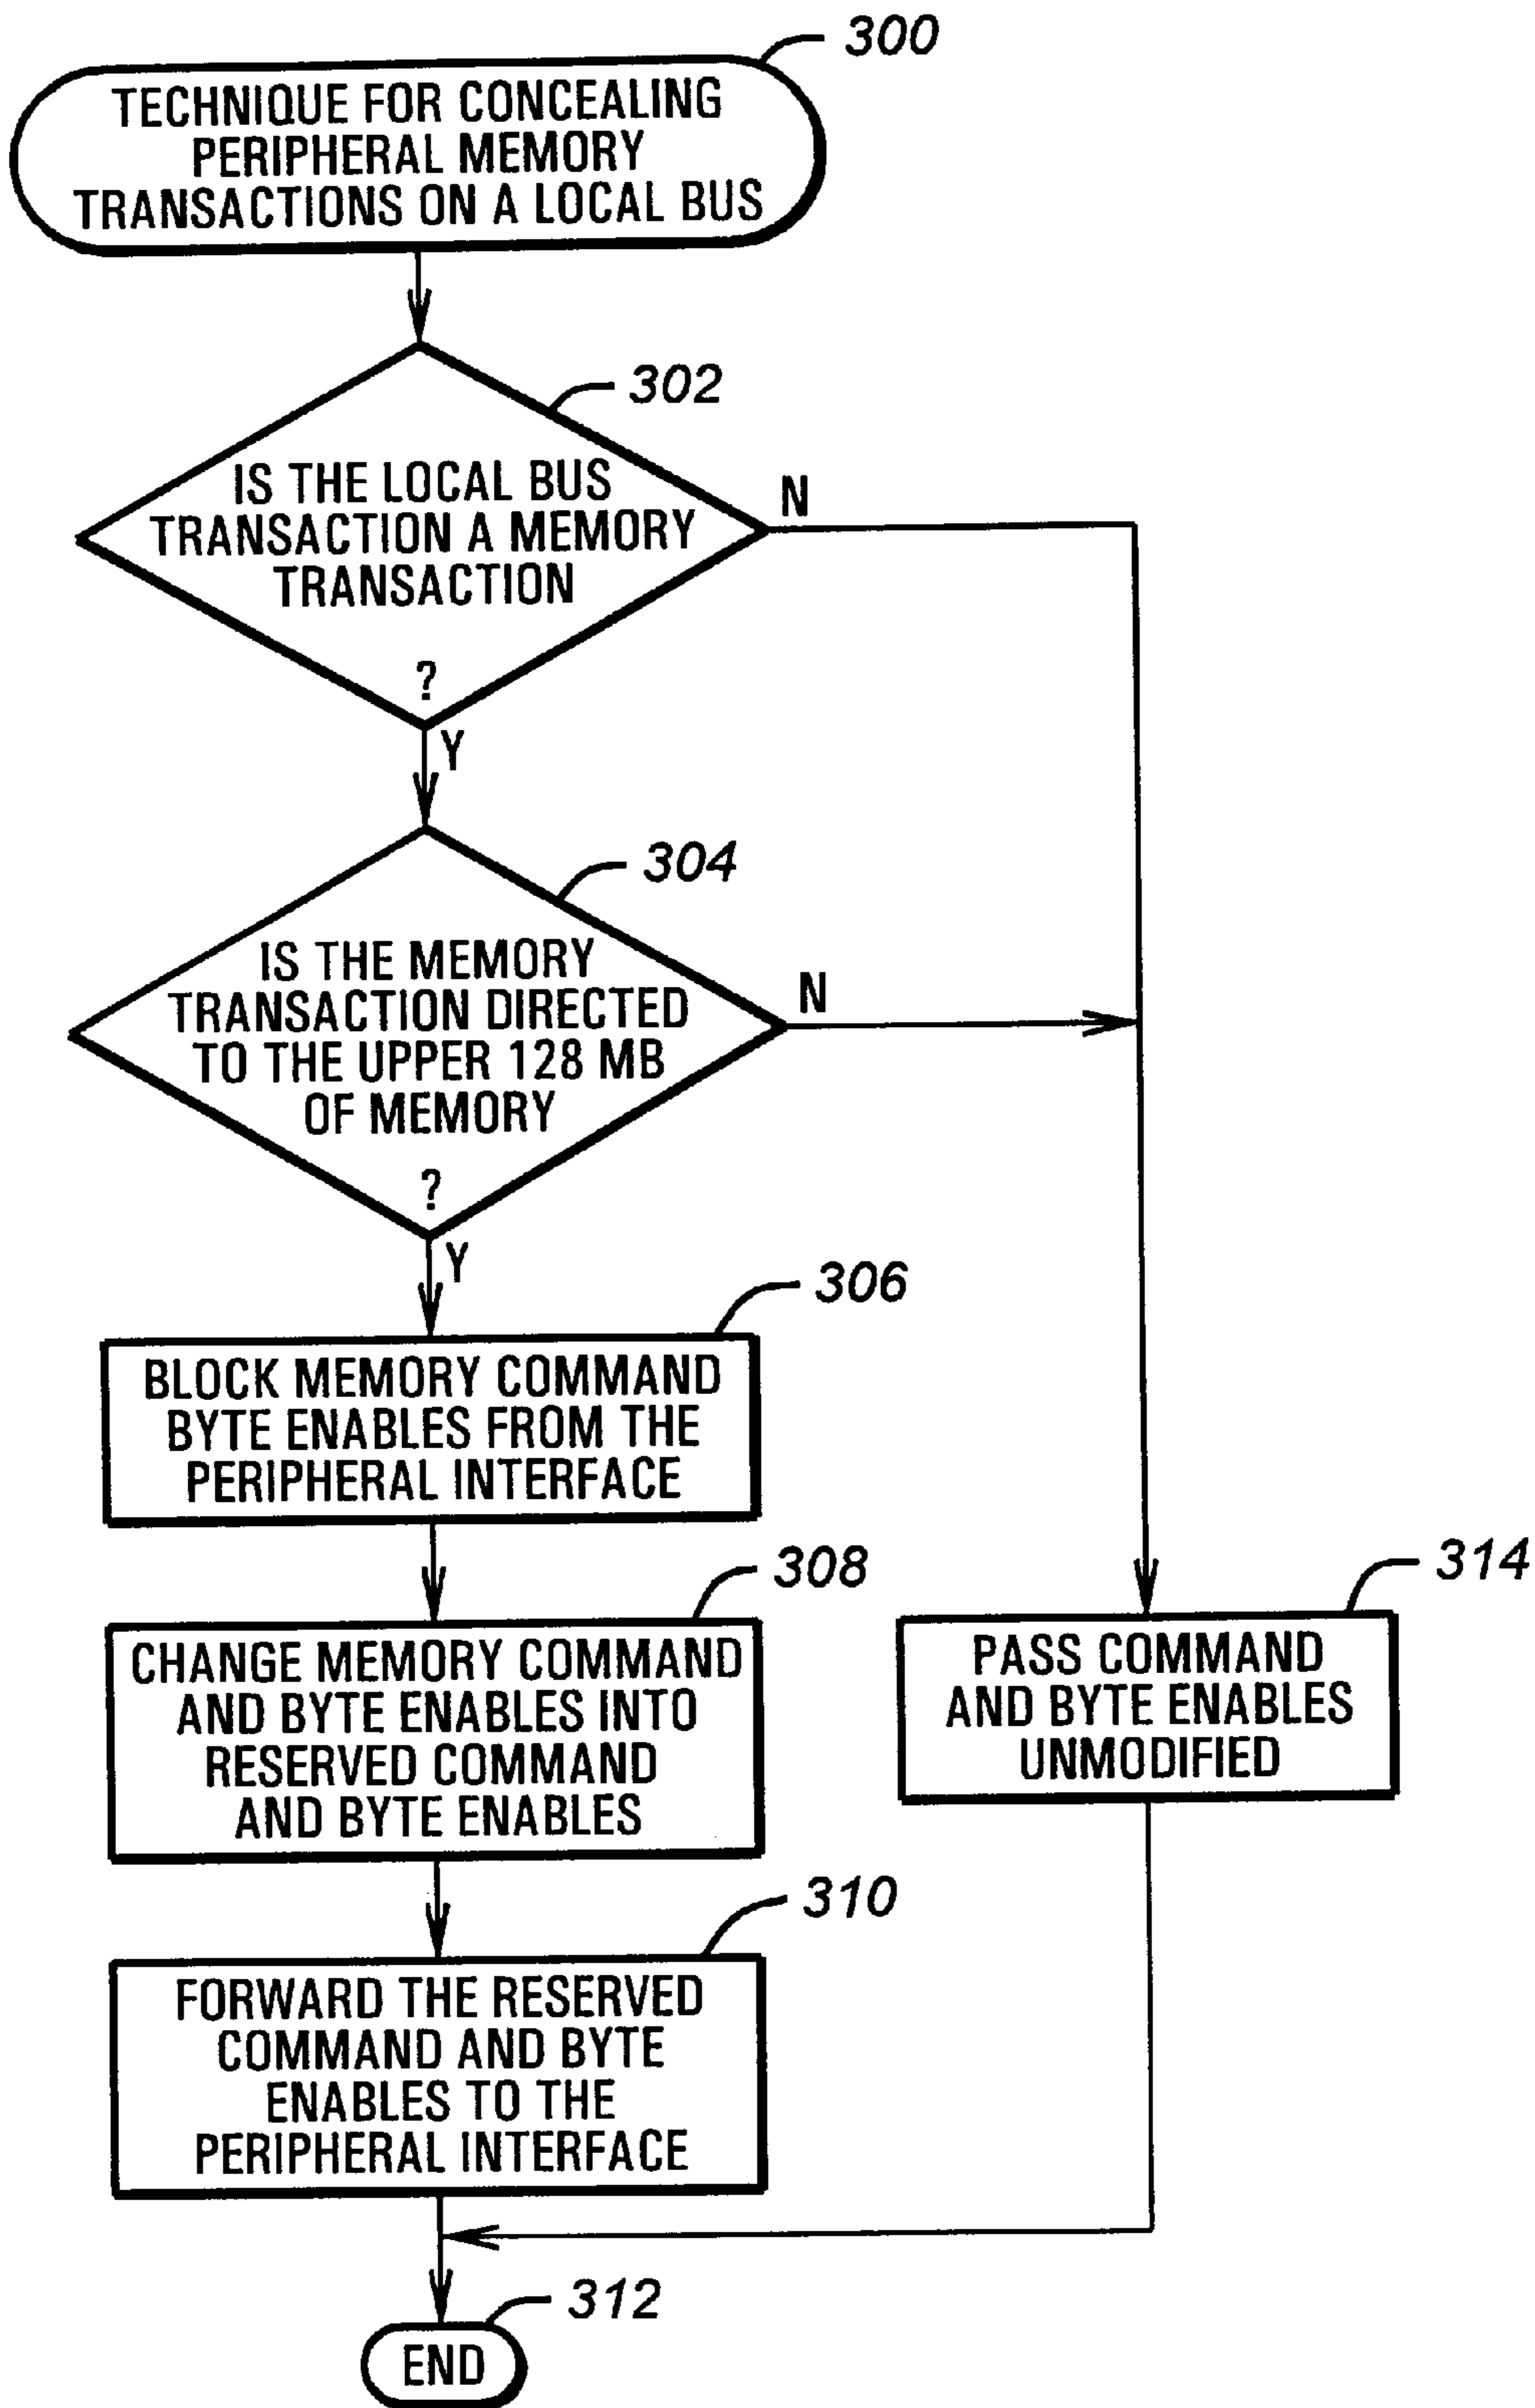 300
TECHNIQUE FOR CONCEALING
PERIPHERAL MEMORY
TRANSACTIONS ON A LOCAL BUS
302
IS THE LOCAL BUS
TRANSACTION A MEMORY
TRANSACTION
?
N
Y
304
IS THE MEMORY
TRANSACTION DIRECTED
TO THE UPPER 128 MB
OF MEMORY
?
N
Y
306
BLOCK MEMORY COMMAND
BYTE ENABLES FROM THE
PERIPHERAL INTERFACE
308
CHANGE MEMORY COMMAND
AND BYTE ENABLES INTO
RESERVED COMMAND
AND BYTE ENABLES
314
PASS COMMAND
AND BYTE ENABLES
UNMODIFIED
310
FORWARD THE RESERVED
COMMAND AND BYTE
ENABLES TO THE
PERIPHERAL INTERFACE
312
END